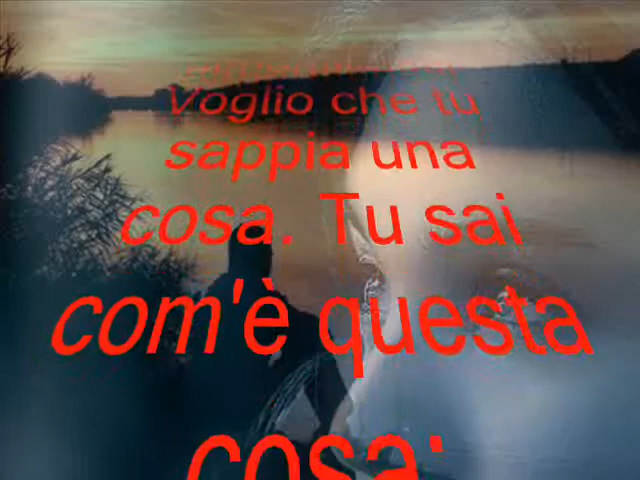 Voglio che tu
sappia una
cosa. Tu sai
com'è questa
cosa: